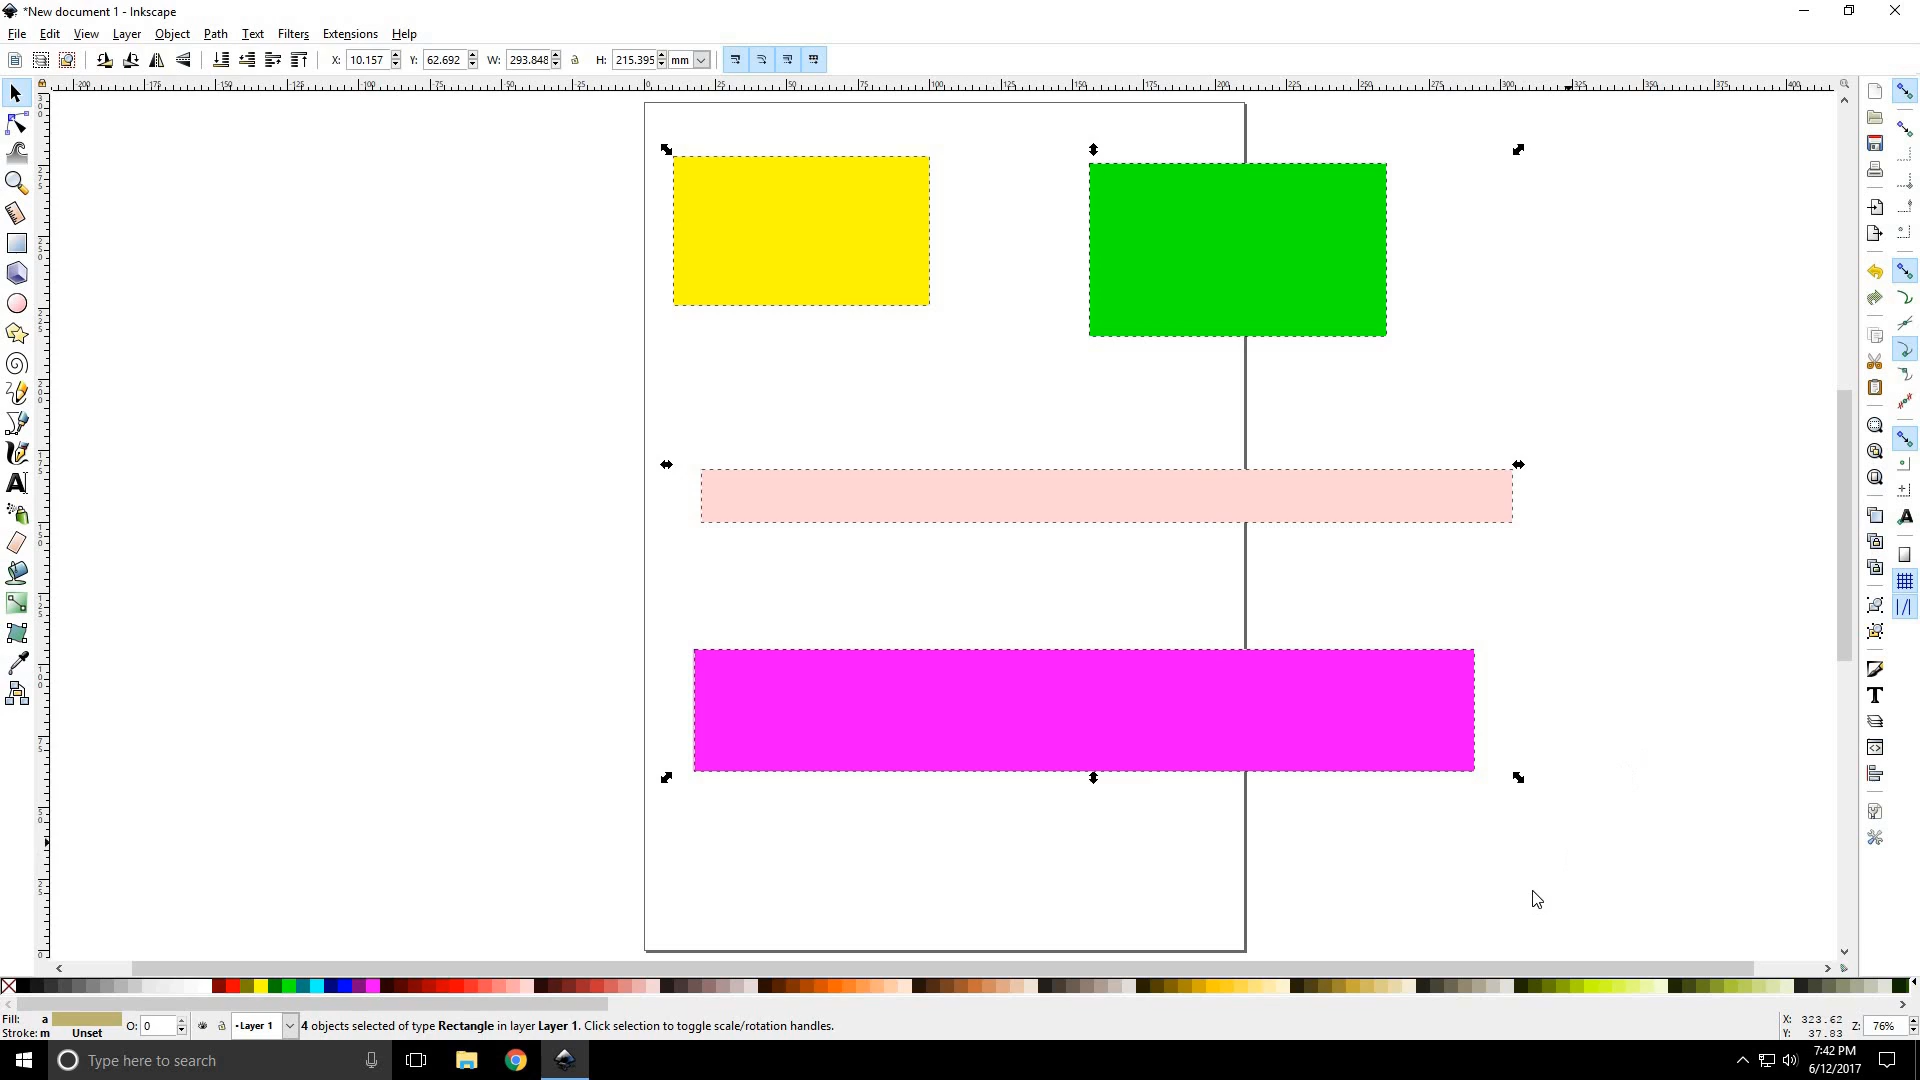 *New document 1 - Inkscape
File Edit View Layer Object Path Text Filters Extensions Help
X: 10.157 Y: 62.692 W: 293.848 H: 215.395 mm
Fill: a
Stroke: m Unset
O: 0
•Layer 1
4 objects selected of type Rectangle in layer Layer 1. Click selection to toggle scale/rotation handles.
X: 323.62
Y: 37.83
Z: 76%
Type here to search
7:42 PM
6/12/2017